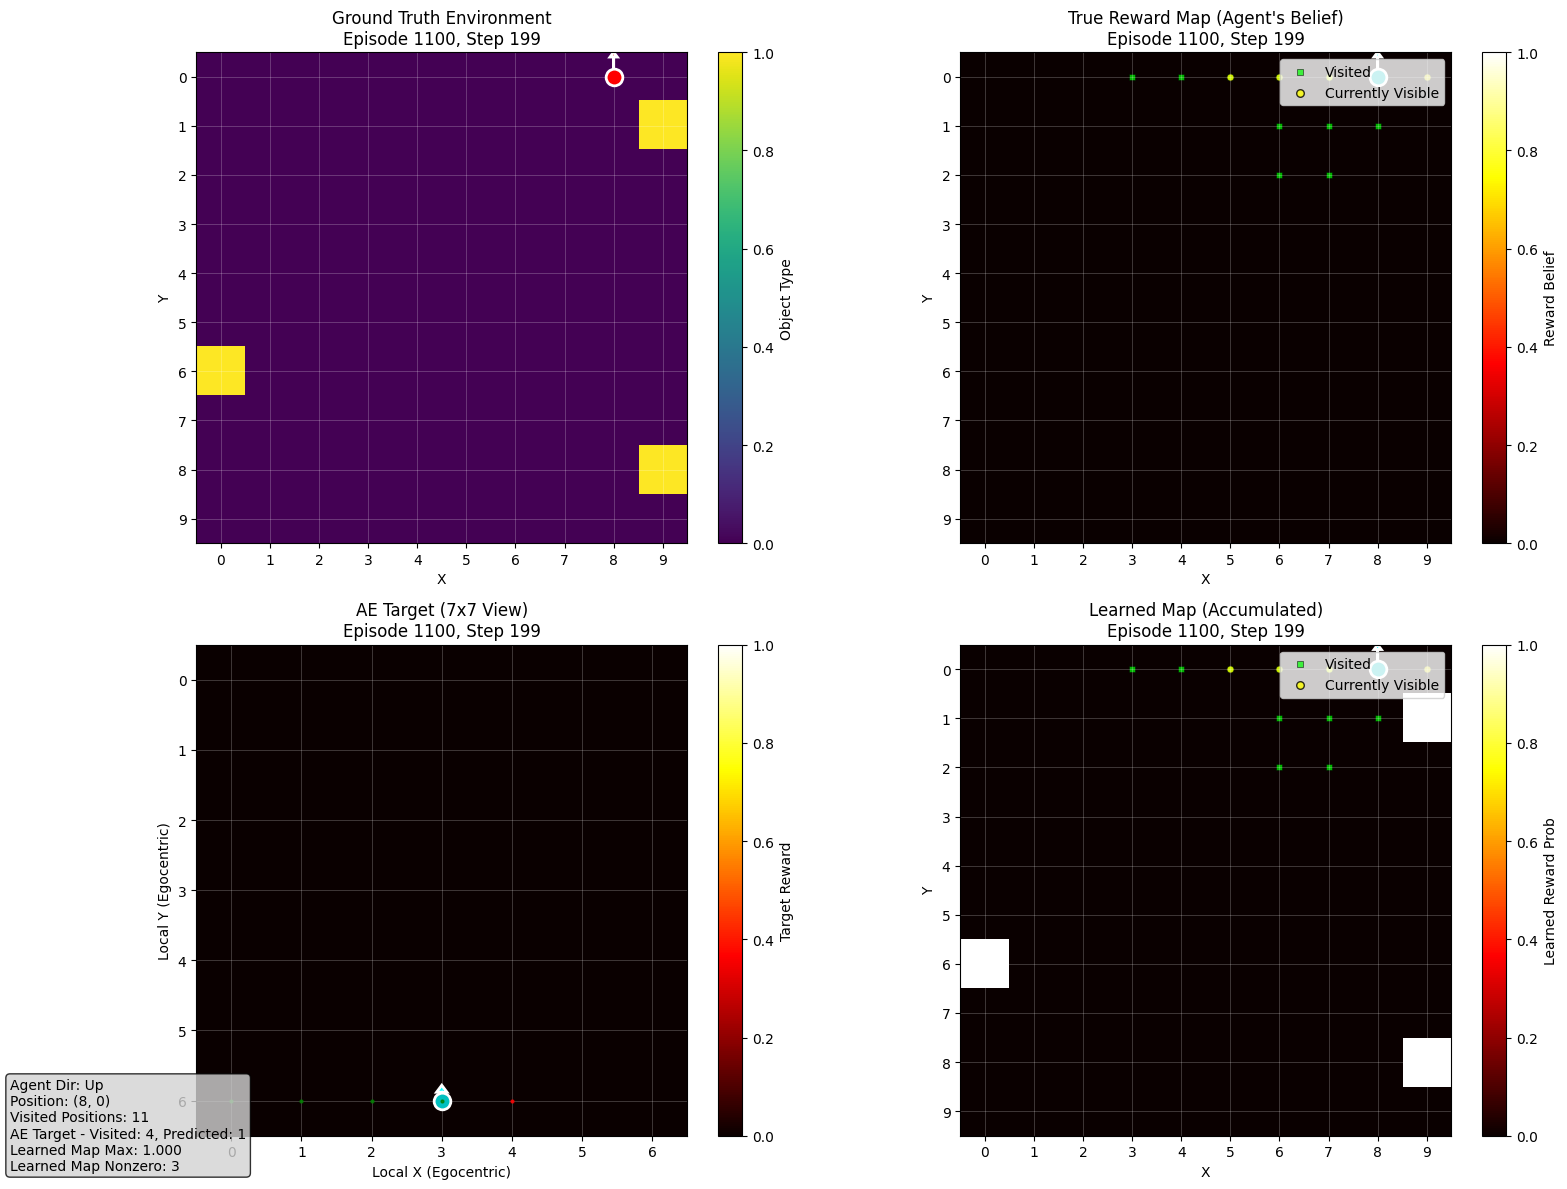 Ground Truth Environment
Episode 1100, Step 199
0
1
2
3
4
5
6
7
8
9
Y
0 1 2 3 4 5 6 7 8 9
X
1.0
0.8
0.6
0.4
0.2
0.0
Object Type
True Reward Map (Agent's Belief)
Episode 1100, Step 199
Visited
Currently Visible
0
1
2
3
4
5
6
7
8
9
Y
0 1 2 3 4 5 6 7 8 9
X
1.0
0.8
0.6
0.4
0.2
0.0
Reward Belief
AE Target (7x7 View)
Episode 1100, Step 199
0
1
2
3
4
5
6
Local Y (Egocentric)
0 1 2 3 4 5 6
Local X (Egocentric)
1.0
0.8
0.6
0.4
0.2
0.0
Target Reward
Agent Dir: Up
Position: (8, 0)
Visited Positions: 11
AE Target - Visited: 4, Predicted: 1
Learned Map Max: 1.000
Learned Map Nonzero: 3
Learned Map (Accumulated)
Episode 1100, Step 199
Visited
Currently Visible
0
1
2
3
4
5
6
7
8
9
Y
0 1 2 3 4 5 6 7 8 9
X
1.0
0.8
0.6
0.4
0.2
0.0
Learned Reward Prob